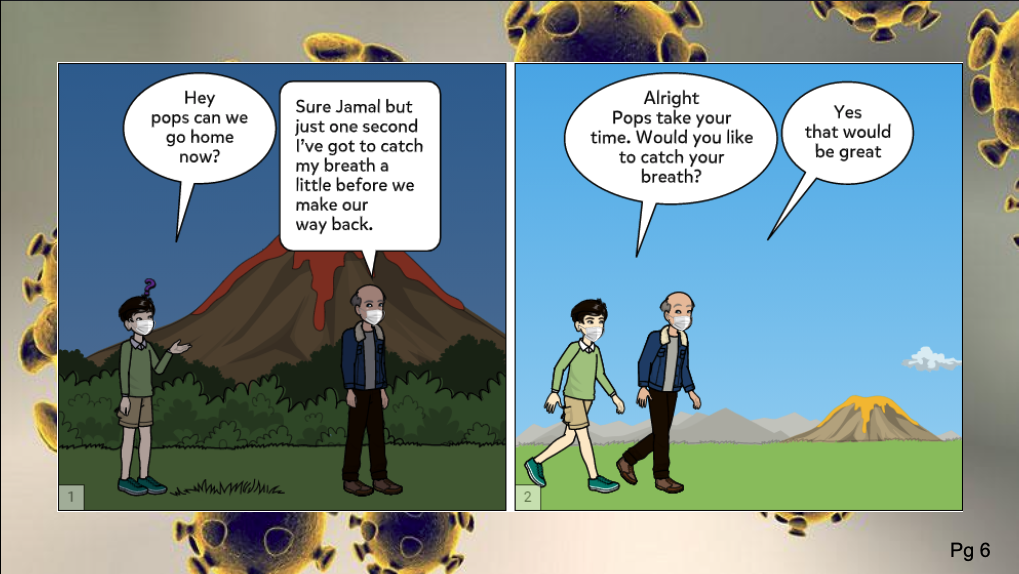 Hey
pops can we
go home
now?
Sure Jamal but
just one second
I've got to catch
my breath a
little before we
make our
way back.
1
Alright
Pops take your
time. Would you like
to catch your
breath?
Yes
that would
be great
2
Pg 6